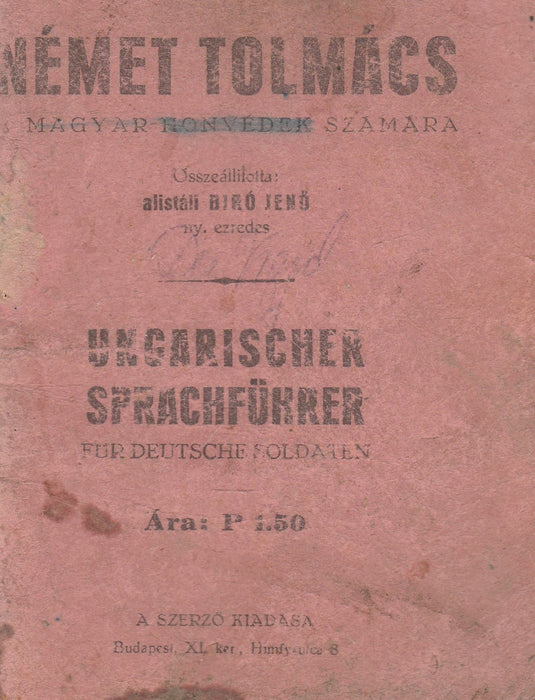 NÉMET TOLMÁCS
MAGYAR HONVÉDEK SZÁMÁRA
Összeállította:
alistáli BIRÓ JENŐ
ny. ezredes
UNGARISCHER
SPRACHFÜHRER
FÜR DEUTSCHE SOLDATEN
Ára: P 1.50
A SZERZŐ KIADÁSA
Budapest, XI. ker., Hunfy-utca 8